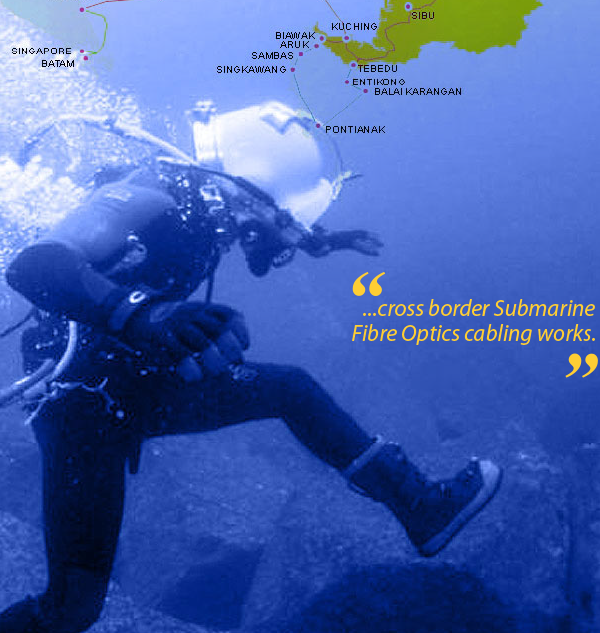 SIBU
KUCHING
BIAWAK
ARUK
SAMBAS
SINGKAWANG
SINGAPORE
BATAM
TEBEDU
ENTIKONG
BALAI KARANGAN
PONTIANAK
“
...cross border Submarine
Fibre Optics cabling works.
”